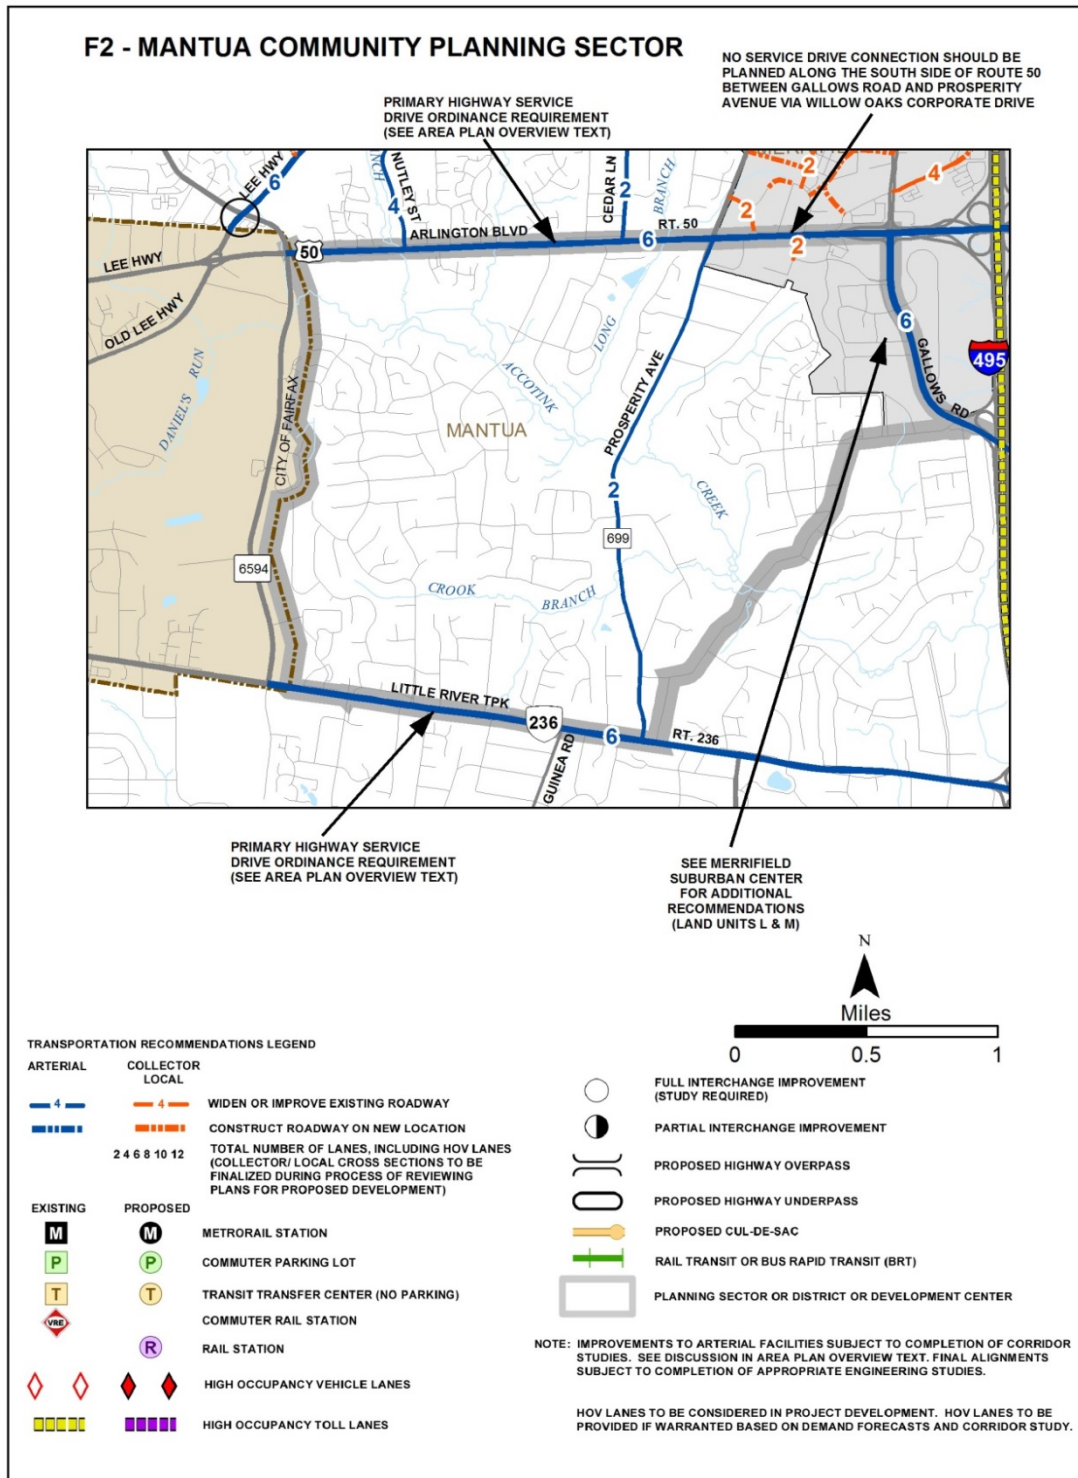 F2 - MANTUA COMMUNITY PLANNING SECTOR
NO SERVICE DRIVE CONNECTION SHOULD BE
PLANNED ALONG THE SOUTH SIDE OF ROUTE 50
BETWEEN GALLOWS ROAD AND PROSPERITY
AVENUE VIA WILLOW OAKS CORPORATE DRIVE
PRIMARY HIGHWAY SERVICE
DRIVE ORDINANCE REQUIREMENT
(SEE AREA PLAN OVERVIEW TEXT)
LEE HWY
6
NUTLEY ST
4
CEDAR LN
2
BRANCH
2
4
2
ARLINGTON BLVD
RT. 50
6
2
50
LEE HWY
OLD LEE HWY
DANIEL'S RUN
CITY OF FAIRFAX
LONG
ACCOTINK
MANTUA
PROSPERITY AVE
6
GALLOWS RD
495
2
CREEK
699
6594
CROOK
BRANCH
LITTLE RIVER TPK
236
6
RT. 236
GUINEA RD
PRIMARY HIGHWAY SERVICE
DRIVE ORDINANCE REQUIREMENT
(SEE AREA PLAN OVERVIEW TEXT)
SEE MERRIFIELD
SUBURBAN CENTER
FOR ADDITIONAL
RECOMMENDATIONS
(LAND UNITS L & M)
N
Miles
0 0.5 1
TRANSPORTATION RECOMMENDATIONS LEGEND
ARTERIAL COLLECTOR
LOCAL
4 4 WIDEN OR IMPROVE EXISTING ROADWAY
CONSTRUCT ROADWAY ON NEW LOCATION
2 4 6 8 10 12 TOTAL NUMBER OF LANES, INCLUDING HOV LANES
(COLLECTOR/ LOCAL CROSS SECTIONS TO BE
FINALIZED DURING PROCESS OF REVIEWING
PLANS FOR PROPOSED DEVELOPMENT)
EXISTING PROPOSED
M M METRORAIL STATION
P P COMMUTER PARKING LOT
T T TRANSIT TRANSFER CENTER (NO PARKING)
VRE COMMUTER RAIL STATION
R RAIL STATION
HIGH OCCUPANCY VEHICLE LANES
HIGH OCCUPANCY TOLL LANES
FULL INTERCHANGE IMPROVEMENT
(STUDY REQUIRED)
PARTIAL INTERCHANGE IMPROVEMENT
PROPOSED HIGHWAY OVERPASS
PROPOSED HIGHWAY UNDERPASS
PROPOSED CUL-DE-SAC
RAIL TRANSIT OR BUS RAPID TRANSIT (BRT)
PLANNING SECTOR OR DISTRICT OR DEVELOPMENT CENTER
NOTE: IMPROVEMENTS TO ARTERIAL FACILITIES SUBJECT TO COMPLETION OF CORRIDOR
STUDIES. SEE DISCUSSION IN AREA PLAN OVERVIEW TEXT. FINAL ALIGNMENTS
SUBJECT TO COMPLETION OF APPROPRIATE ENGINEERING STUDIES.
HOV LANES TO BE CONSIDERED IN PROJECT DEVELOPMENT. HOV LANES TO BE
PROVIDED IF WARRANTED BASED ON DEMAND FORECASTS AND CORRIDOR STUDY.